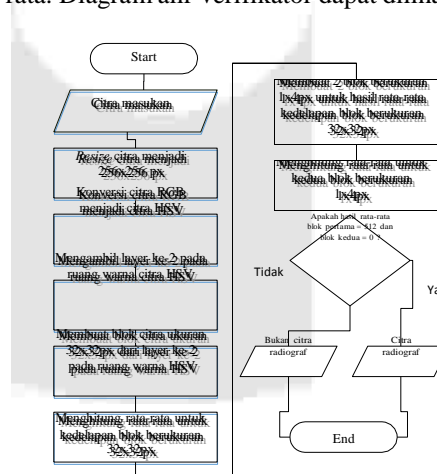 rata. Diagram alir verifikator dapat
Start
Citra masukan
Resize citra menjadi
256x256 px
Konversi citra RGB
menjadi citra HSV
Mengambil layer ke-2 pada
ruang warna citra HSV
Membuat blok citra ukuran
32x32px dari layer ke-2
pada ruang warna HSV
Menghitung rata-rata untuk
kedelapan blok berukuran
32x32px
Membuat 2 blok berukuran
1x4px untuk hasil rata-rata
kedelapan blok berukuran
32x32px
Menghitung rata-rata untuk
kedua blok berukuran
1x4px
Apakah hasil rata-rata
blok pertama = 512 dan
blok kedua = 0 ?
Tidak
Ya
Bukan citra
radiograf
Citra
radiograf
End